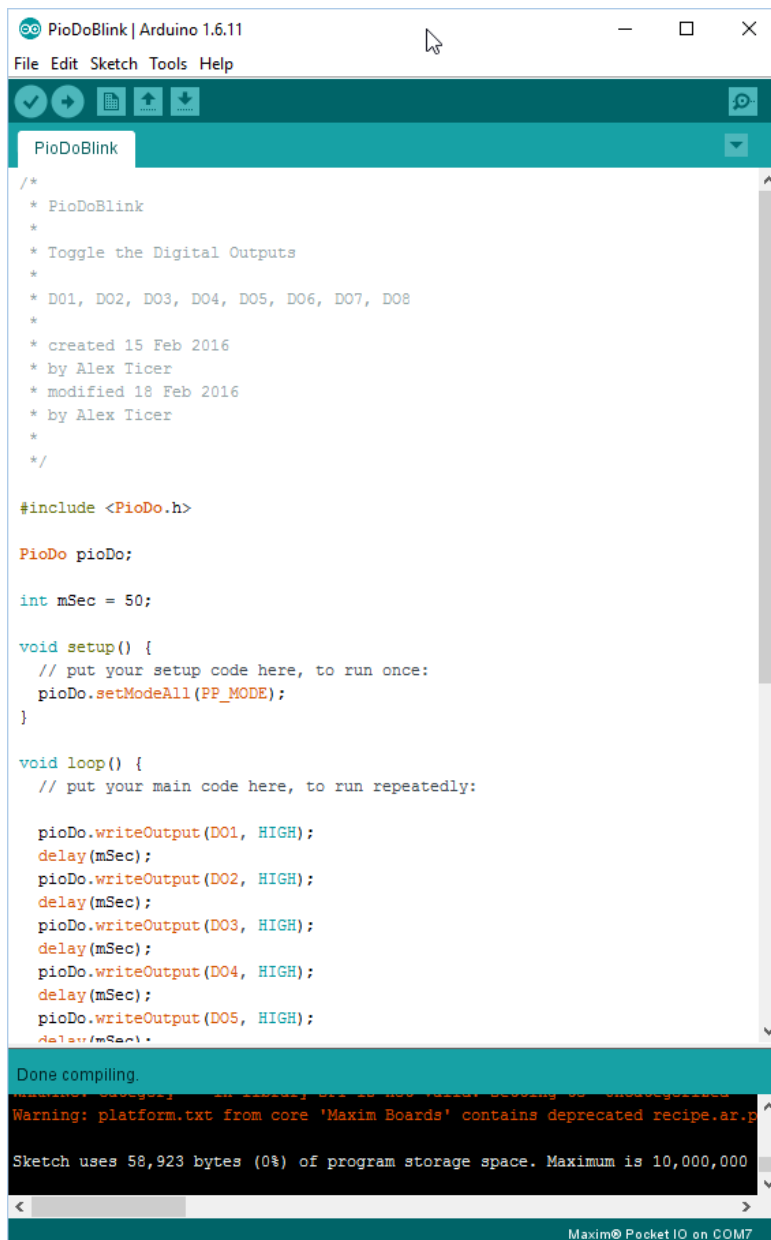 PioDoBlink | Arduino 1.6.11
File Edit Sketch Tools Help
PioDoBlink
/*
 * PioDoBlink
 *
 * Toggle the Digital Outputs
 *
 * DO1, DO2, DO3, DO4, DO5, DO6, DO7, DO8
 *
 * created 15 Feb 2016
 * by Alex Ticer
 * modified 18 Feb 2016
 * by Alex Ticer
 *
 */
#include <PioDo.h>
PioDo pioDo;
int mSec = 50;
void setup() {
  // put your setup code here, to run once:
  pioDo.setModeAll(PP_MODE);
}
void loop() {
  // put your main code here, to run repeatedly:
  pioDo.writeOutput(DO1, HIGH);
  delay(mSec);
  pioDo.writeOutput(DO2, HIGH);
  delay(mSec);
  pioDo.writeOutput(DO3, HIGH);
  delay(mSec);
  pioDo.writeOutput(DO4, HIGH);
  delay(mSec);
  pioDo.writeOutput(DO5, HIGH);
  delay(mSec);
Done compiling.
Warning: platform.txt from core 'Maxim Boards' contains deprecated recipe.ar.p
Sketch uses 58,923 bytes (0%) of program storage space. Maximum is 10,000,000
Maxim® Pocket IO on COM7